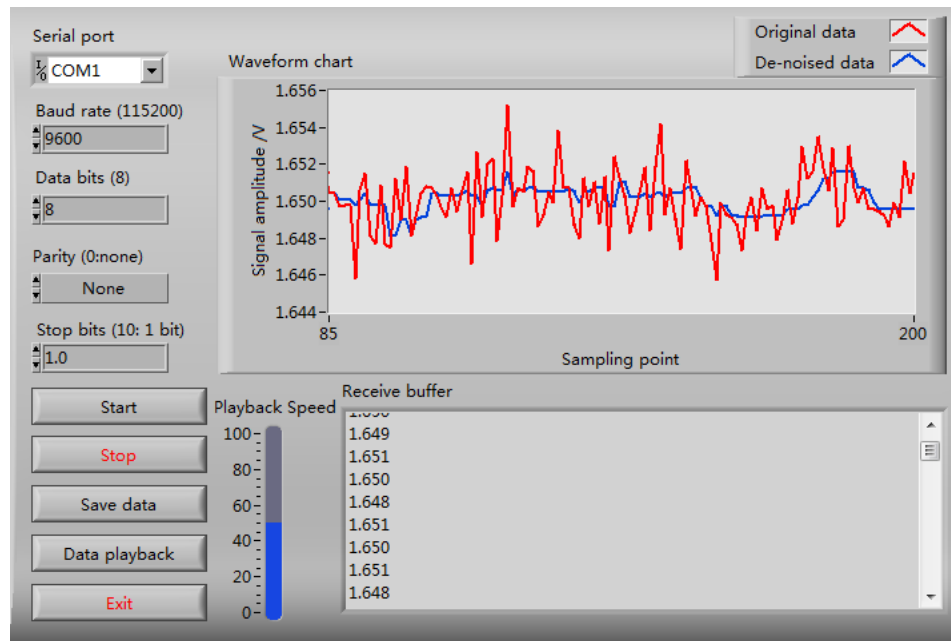 Serial port
I/O COM1
Baud rate (115200)
9600
Data bits (8)
8
Parity (0:none)
None
Stop bits (10: 1 bit)
1.0
Start
Stop
Save data
Data playback
Exit
Original data
De-noised data
Waveform chart
Signal amplitude /V
1.656
1.654
1.652
1.650
1.648
1.646
1.644
85
200
Sampling point
Playback Speed
100
80
60
40
20
0
Receive buffer
1.649
1.651
1.650
1.648
1.651
1.650
1.651
1.648